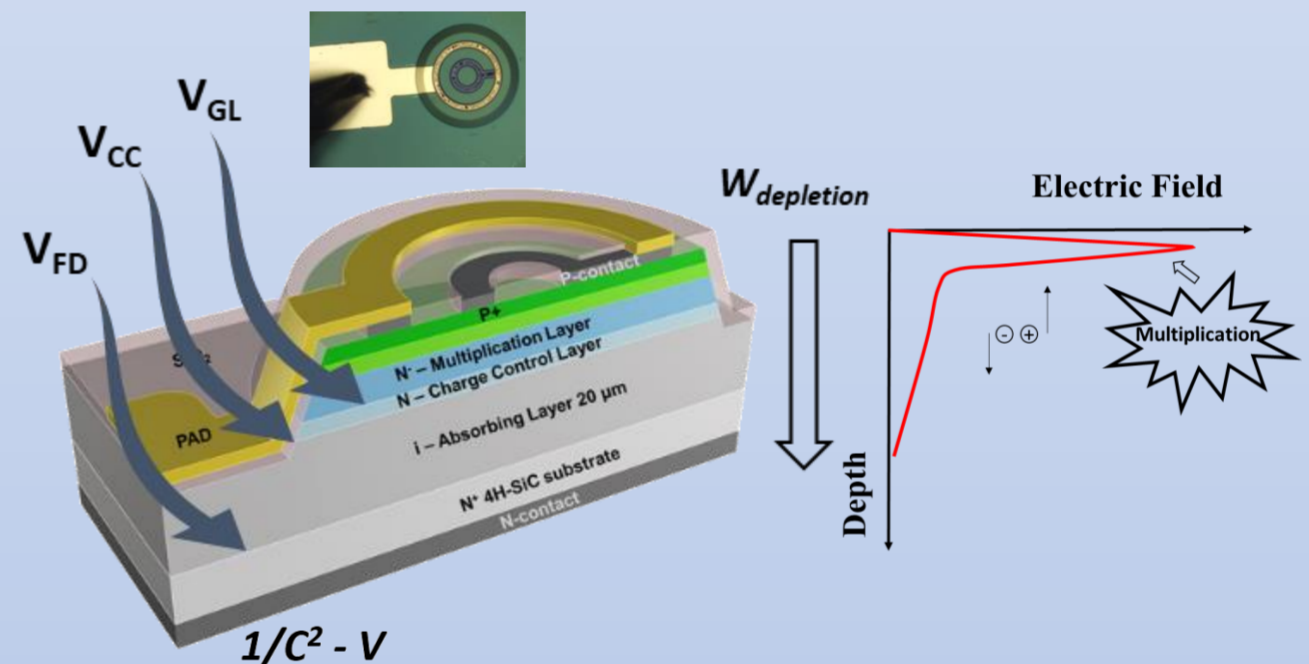 V_GL
V_CC
V_FD
W_depletion
Electric Field
P-contact
P+
N⁻ – Multiplication Layer
N – Charge Control Layer
i – Absorbing Layer 20 μm
N⁺ 4H-SiC substrate
N-contact
PAD
Multiplication
Depth
1/C² - V